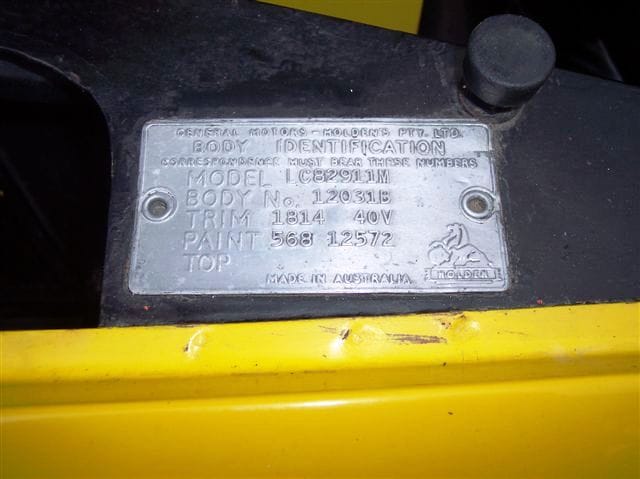 GENERAL MOTORS - HOLDEN'S PTY. LTD.
BODY IDENTIFICATION
CORRESPONDENCE MUST BEAR THESE NUMBERS
MODEL LC82911M
BODY No. 12031B
TRIM 1814 40V
PAINT 568 12572
TOP
HOLDEN
MADE IN AUSTRALIA